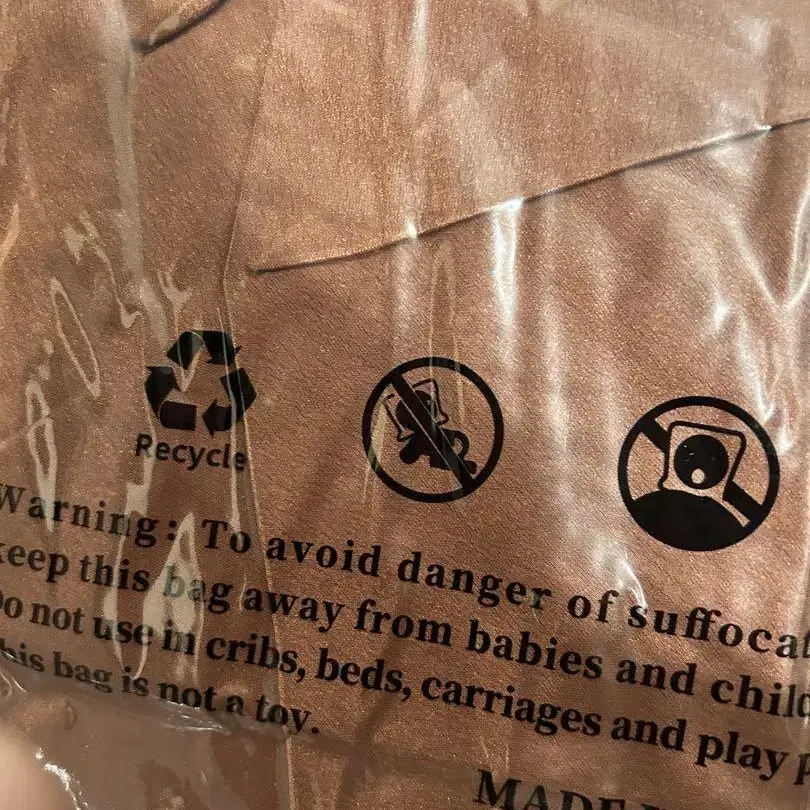 Recycle
Warning: To avoid danger of suffocat
keep this bag away from babies and child
Do not use in cribs, beds, carriages and play p
this bag is not a toy.
MADE